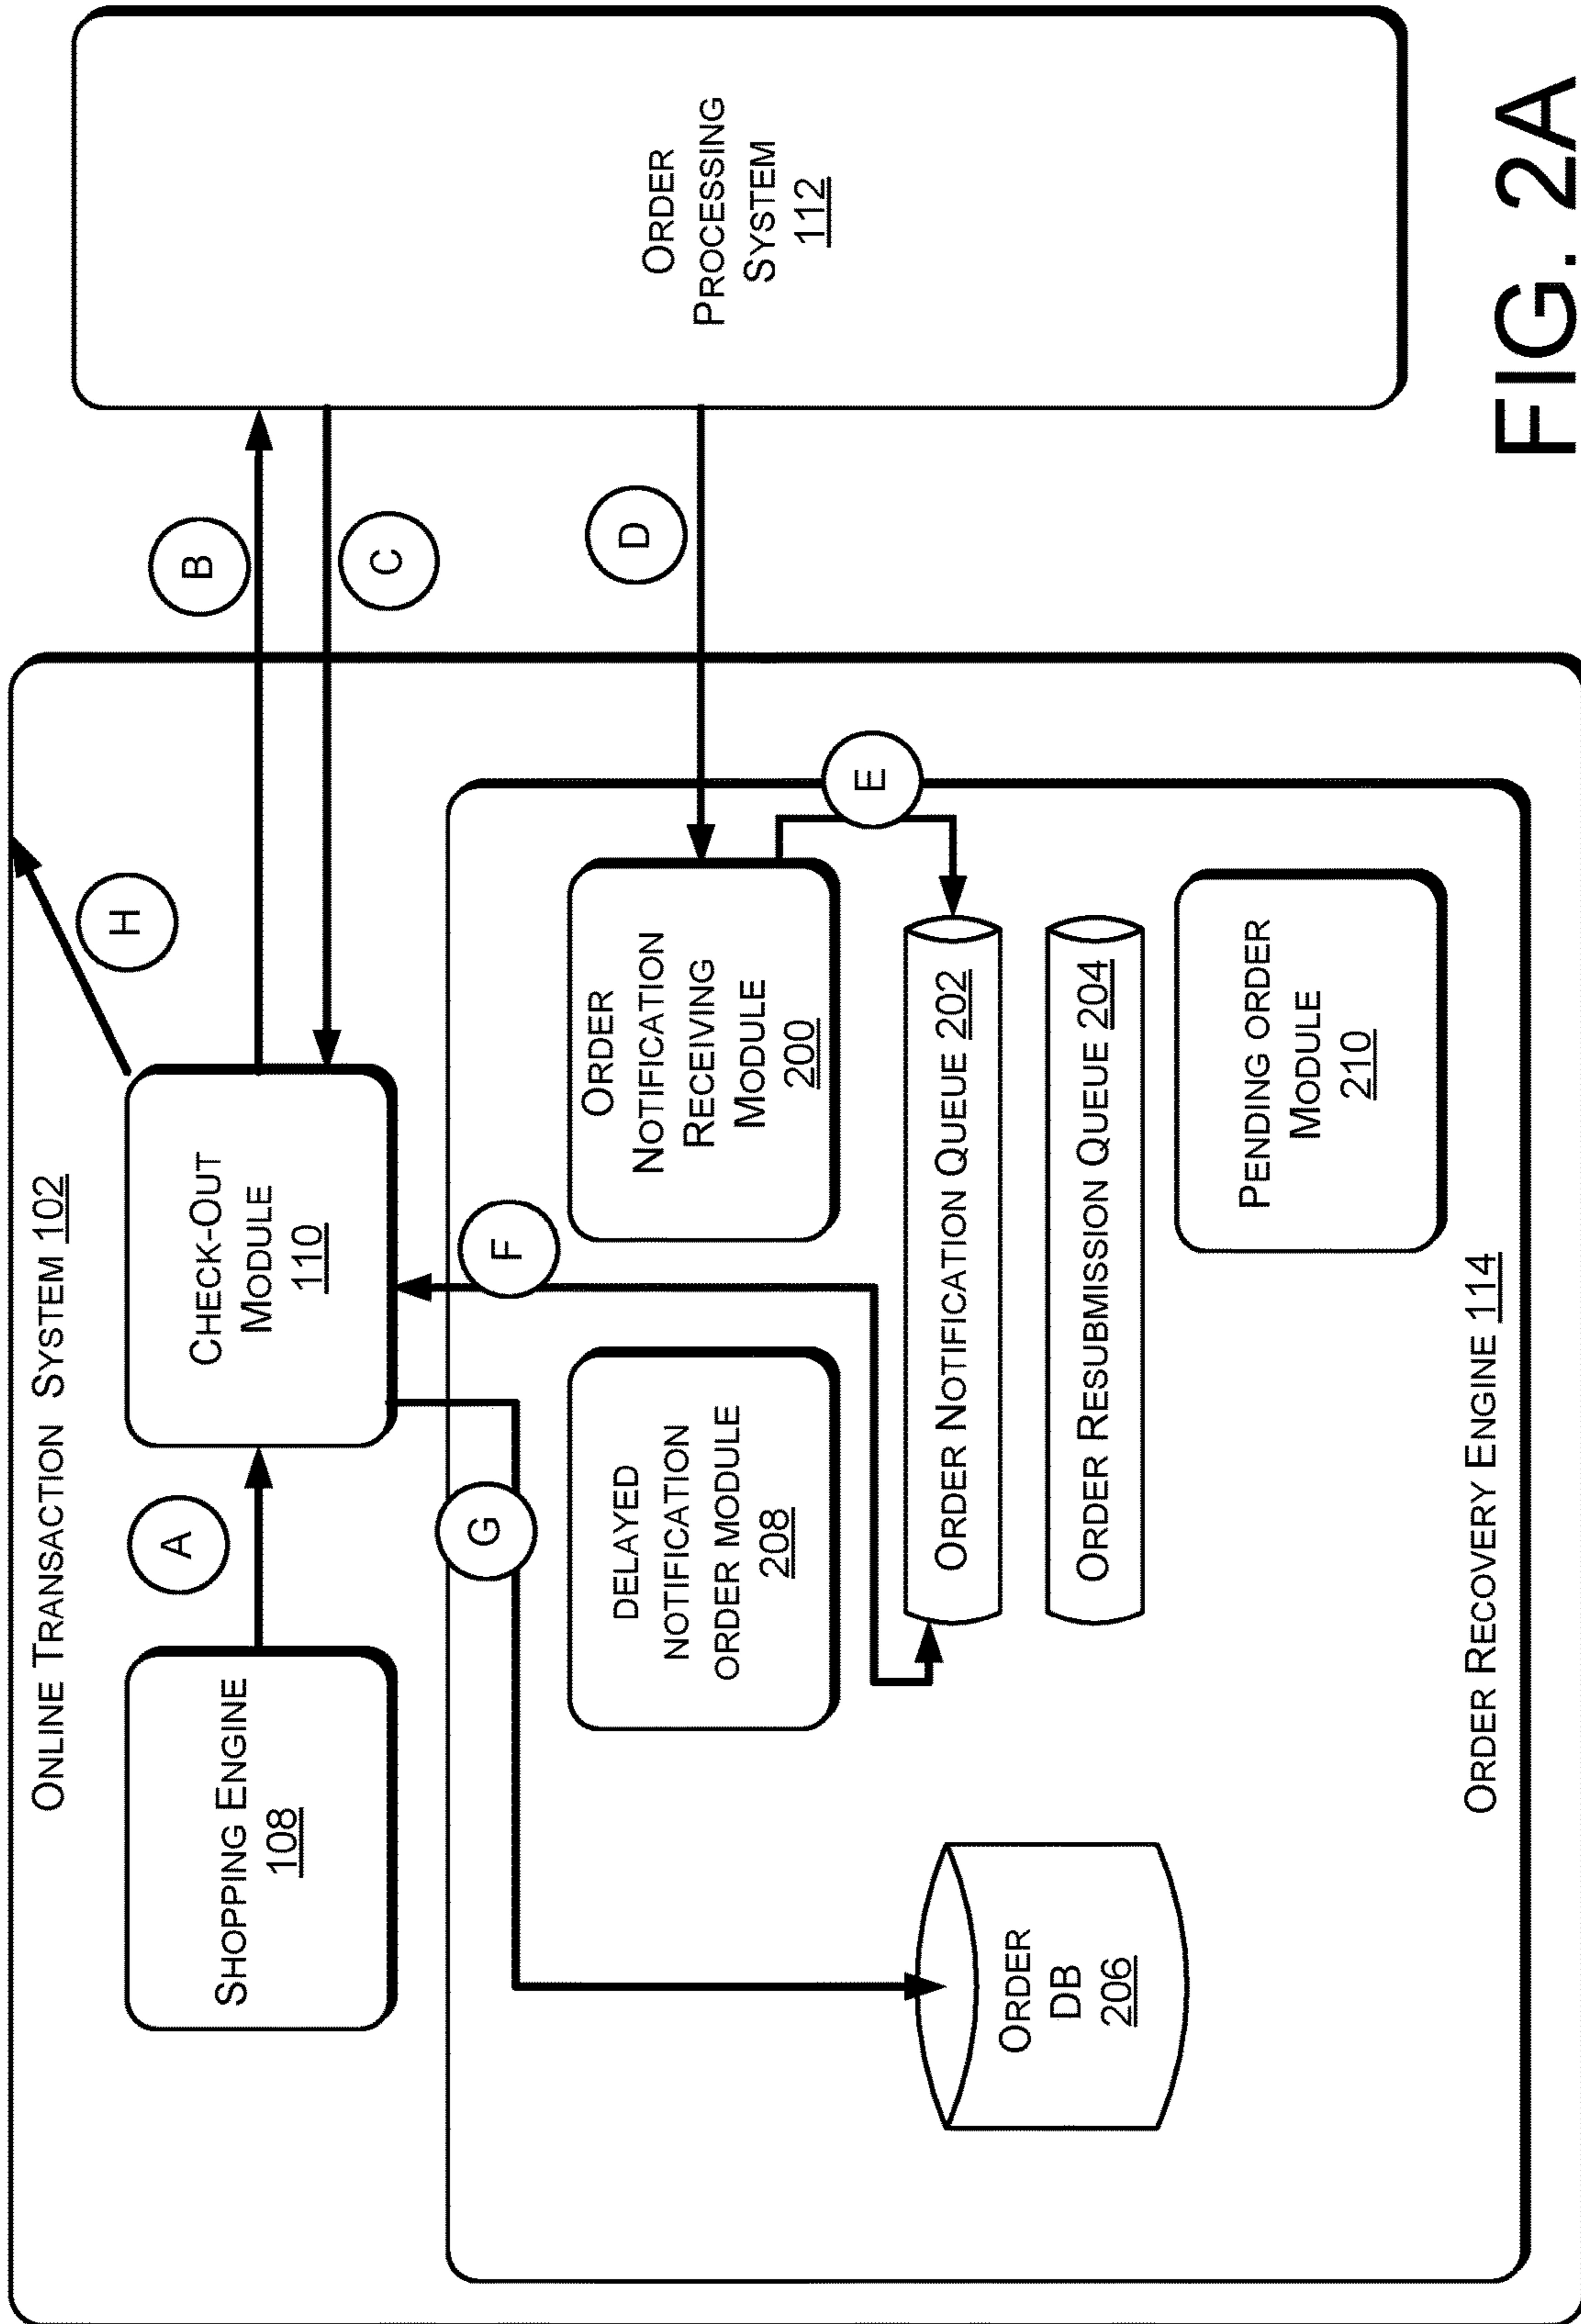 ONLINE TRANSACTION SYSTEM 102
SHOPPING ENGINE
108
A
CHECK-OUT
MODULE
110
H
B
C
ORDER
PROCESSING
SYSTEM
112
G
F
D
DELAYED
NOTIFICATION
ORDER MODULE
208
ORDER
NOTIFICATION
RECEIVING
MODULE
200
E
ORDER
DB
206
ORDER NOTIFICATION QUEUE 202
ORDER RESUBMISSION QUEUE 204
PENDING ORDER
MODULE
210
ORDER RECOVERY ENGINE 114
FIG. 2A